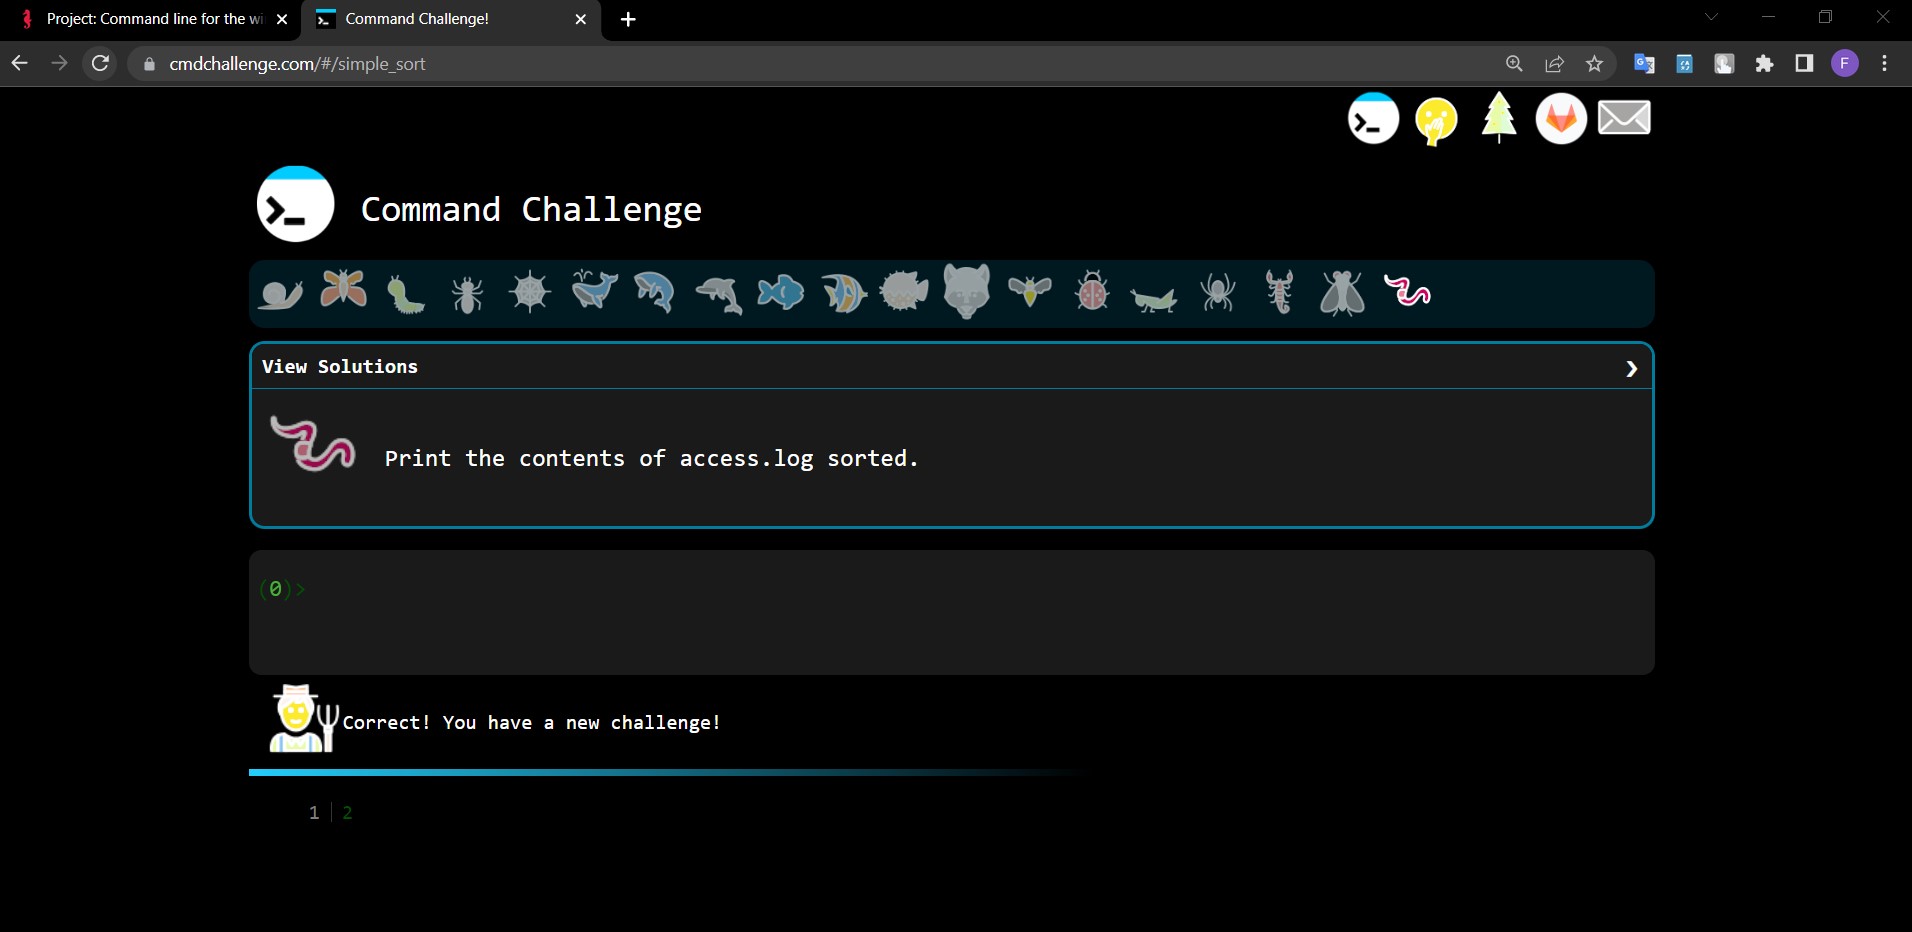 Project: Command line for the wi
Command Challenge!
cmdchallenge.com/#/simple_sort
F
Command Challenge
View Solutions
Print the contents of access.log sorted.
(0)>
Correct! You have a new challenge!
1 | 2